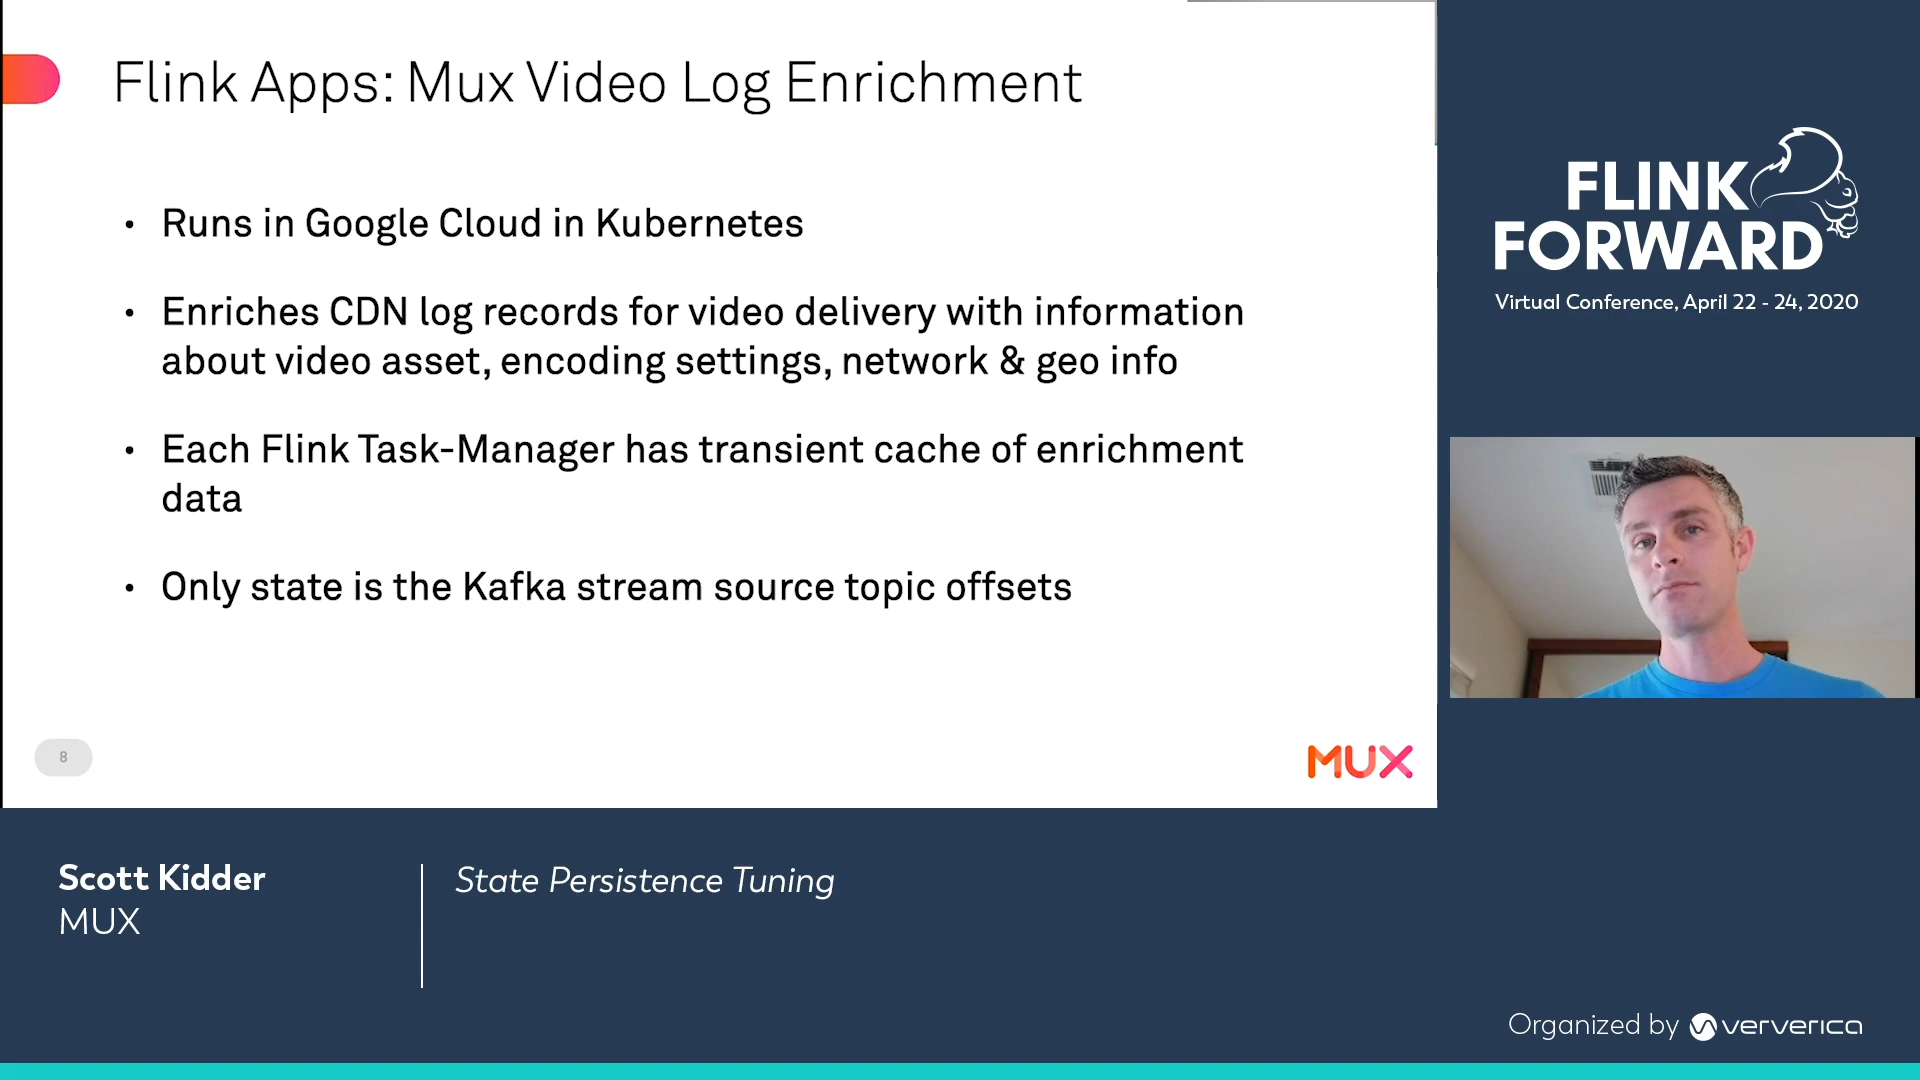 Flink Apps: Mux Video Log Enrichment
• Runs in Google Cloud in Kubernetes
• Enriches CDN log records for video delivery with information
about video asset, encoding settings, network & geo info
• Each Flink Task-Manager has transient cache of enrichment
data
• Only state is the Kafka stream source topic offsets
8
MUX
FLINK
FORWARD
Virtual Conference, April 22 - 24, 2020
Scott Kidder
MUX
State Persistence Tuning
Organized by ververica